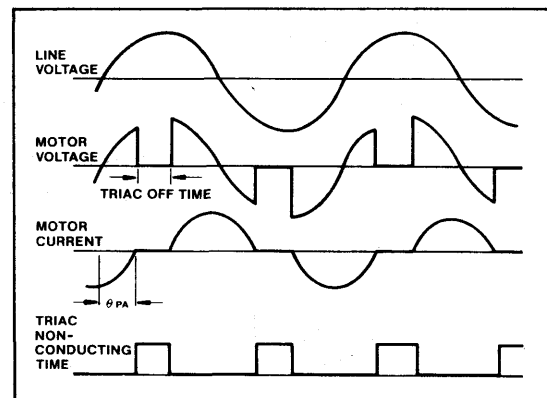 LINE
VOLTAGE
MOTOR
VOLTAGE
TRIAC OFF TIME
MOTOR
CURRENT
θ PA
TRIAC
NON-
CONDUCTING
TIME